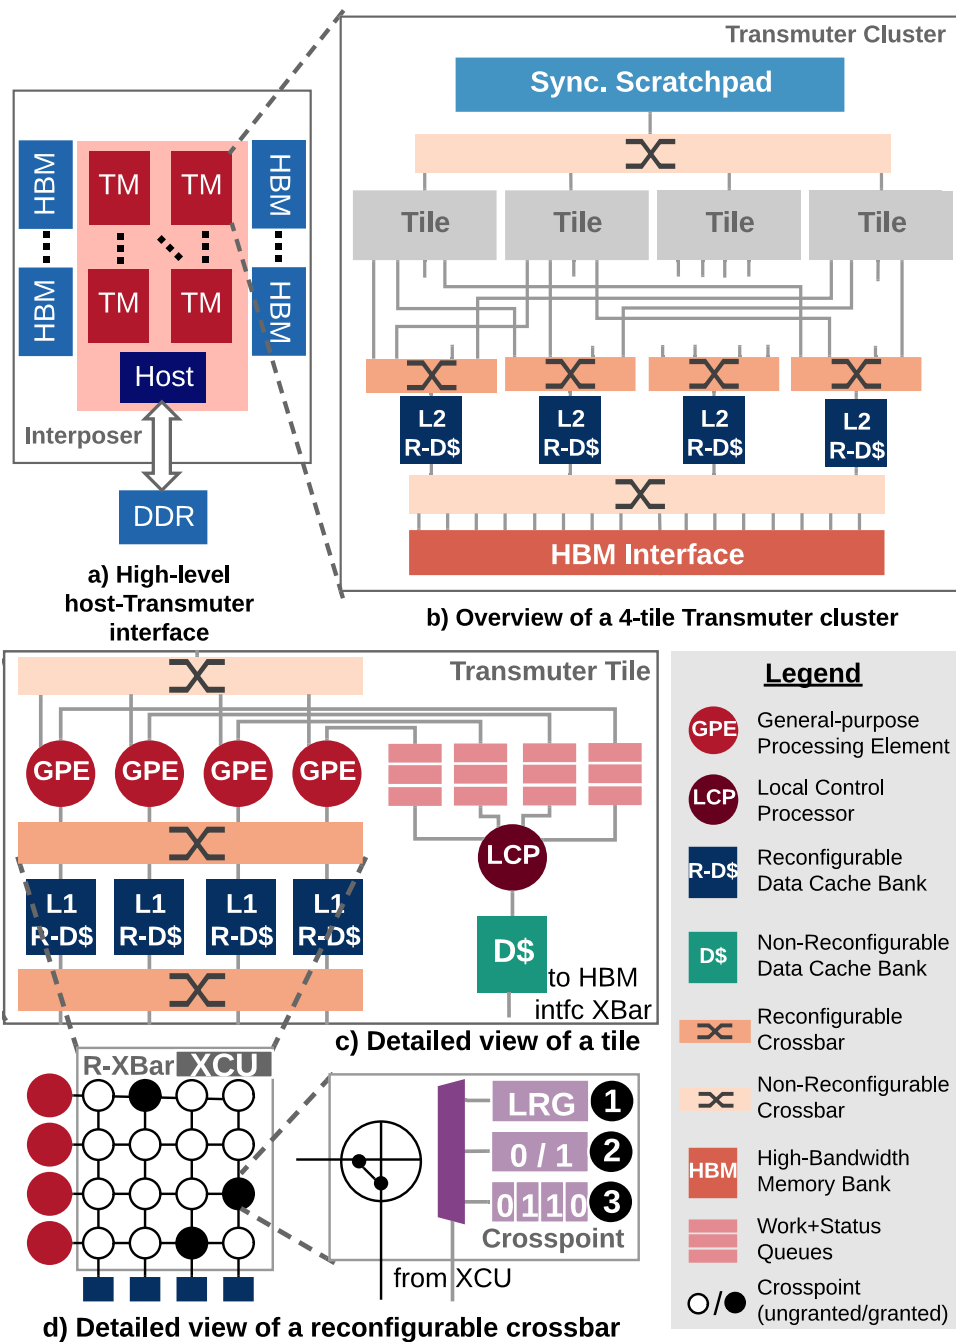 Transmuter Cluster
Sync. Scratchpad
HBM
TM
TM
HBM
Tile
Tile
Tile
Tile
HBM
TM
TM
HBM
Host
Interposer
L2
R-D$
L2
R-D$
L2
R-D$
L2
R-D$
DDR
HBM Interface
a) High-level
host-Transmuter
interface
b) Overview of a 4-tile Transmuter cluster
Transmuter Tile
GPE
GPE
GPE
GPE
LCP
L1
R-D$
L1
R-D$
L1
R-D$
L1
R-D$
D$
to HBM
intfc XBar
c) Detailed view of a tile
R-XBar
XCU
LRG
1
0 / 1
2
0 1 1 0
3
Crosspoint
from XCU
d) Detailed view of a reconfigurable crossbar
Legend
GPE
General-purpose
Processing Element
LCP
Local Control
Processor
R-D$
Reconfigurable
Data Cache Bank
D$
Non-Reconfigurable
Data Cache Bank
Reconfigurable
Crossbar
Non-Reconfigurable
Crossbar
HBM
High-Bandwidth
Memory Bank
Work+Status
Queues
/
Crosspoint
(ungranted/granted)